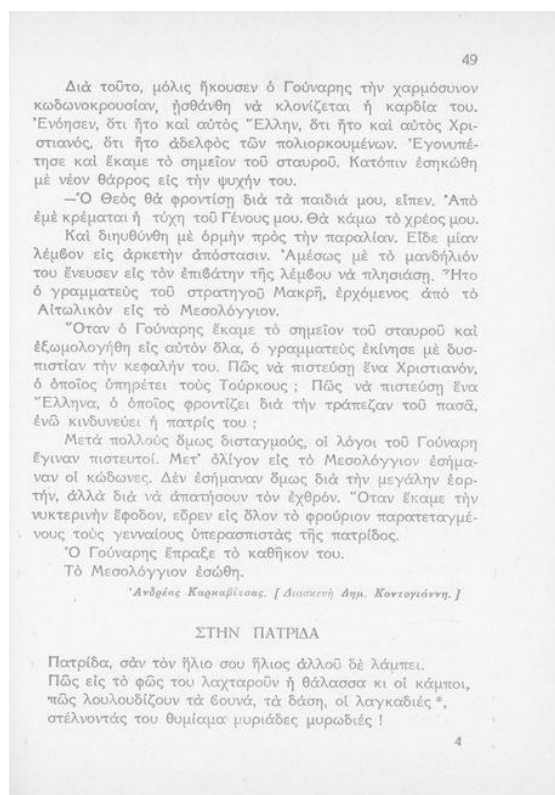 49
Διὰ τοῦτο, μόλις ἤκουσεν ὁ Γούναρης τὴν χαρμόσυνον
κωδωνοκρουσίαν, ᾐσθάνθη νὰ κλονίζεται ἡ καρδία του.
Ἐνόησεν, ὅτι ἦτο καὶ αὐτὸς Ἕλλην, ὅτι ἦτο καὶ αὐτὸς Χρι-
στιανός, ὅτι ἦτο ἀδελφὸς τῶν πολιορκουμένων. Ἐγονυπέ-
τησε καὶ ἔκαμε τὸ σημεῖον τοῦ σταυροῦ. Κατόπιν ἐσηκώθη
μὲ νέον θάρρος εἰς τὴν ψυχήν του.
—Ὁ Θεὸς θὰ φροντίσῃ διὰ τὰ παιδιά μου, εἶπεν. Ἀπὸ
ἐμὲ κρέμαται ἡ τύχη τοῦ Γένους μου. Θὰ κάμω τὸ χρέος μου.
Καὶ διηυθύνθη μὲ ὁρμὴν πρὸς τὴν παραλίαν. Εἶδε μίαν
λέμβον εἰς ἀρκετὴν ἀπόστασιν. Ἀμέσως μὲ τὸ μανδήλιόν
του ἔνευσεν εἰς τὸν ἐπιβάτην τῆς λέμβου νὰ πλησιάσῃ. Ἦτο
ὁ γραμματεὺς τοῦ στρατηγοῦ Μακρῆ, ἐρχόμενος ἀπὸ τὸ
Αἰτωλικὸν εἰς τὸ Μεσολόγγιον.
Ὅταν ὁ Γούναρης ἔκαμε τὸ σημεῖον τοῦ σταυροῦ καὶ
ἐξωμολογήθη εἰς αὐτὸν ὅλα, ὁ γραμματεὺς ἐκίνησε μὲ δυσ-
πιστίαν τὴν κεφαλήν του. Πῶς νὰ πιστεύσῃ ἕνα Χριστιανόν,
ὁ ὁποῖος ὑπηρέτει τοὺς Τούρκους ; Πῶς νὰ πιστεύσῃ ἕνα
Ἕλληνα, ὁ ὁποῖος φροντίζει διὰ τὴν τράπεζαν τοῦ πασᾶ,
ἐνῶ κινδυνεύει ἡ πατρίς του ;
Μετὰ πολλοὺς ὅμως δισταγμούς, οἱ λόγοι τοῦ Γούναρη
ἔγιναν πιστευτοί. Μετ᾽ ὀλίγον εἰς τὸ Μεσολόγγιον ἐσήμα-
ναν οἱ κώδωνες. Δὲν ἐσήμαναν ὅμως διὰ τὴν μεγάλην ἑορ-
τήν, ἀλλὰ διὰ νὰ ἀπατήσουν τὸν ἐχθρόν. Ὅταν ἔκαμε τὴν
νυκτερινὴν ἔφοδον, εὗρεν εἰς ὅλον τὸ φρούριον παρατεταγμέ-
νους τοὺς γενναίους ὑπερασπιστὰς τῆς πατρίδος.
Ὁ Γούναρης ἔπραξε τὸ καθῆκον του.
Τὸ Μεσολόγγιον ἐσώθη.
Ἀνδρέας Καρκαβίτσας. [ Διασκευὴ Δημ. Κοντογιάννη. ]
ΣΤΗΝ ΠΑΤΡΙΔΑ
Πατρίδα, σὰν τὸν ἥλιο σου ἥλιος ἀλλοῦ δὲ λάμπει.
Πῶς εἰς τὸ φῶς του λαχταροῦν ἡ θάλασσα κι οἱ κάμποι,
πῶς λουλουδίζουν τὰ βουνά, τὰ δάση, οἱ λαγκαδιές *,
στέλνοντάς του θυμίαμα μυριάδες μυρωδιές !
4